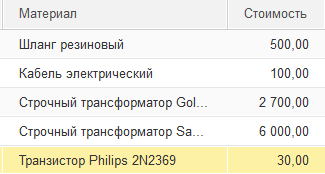 Материал Стоимость
Шланг резиновый 500,00
Кабель электрический 100,00
Строчный трансформатор Gol... 2 700,00
Строчный трансформатор Sa... 6 000,00
Транзистор Philips 2N2369 30,00